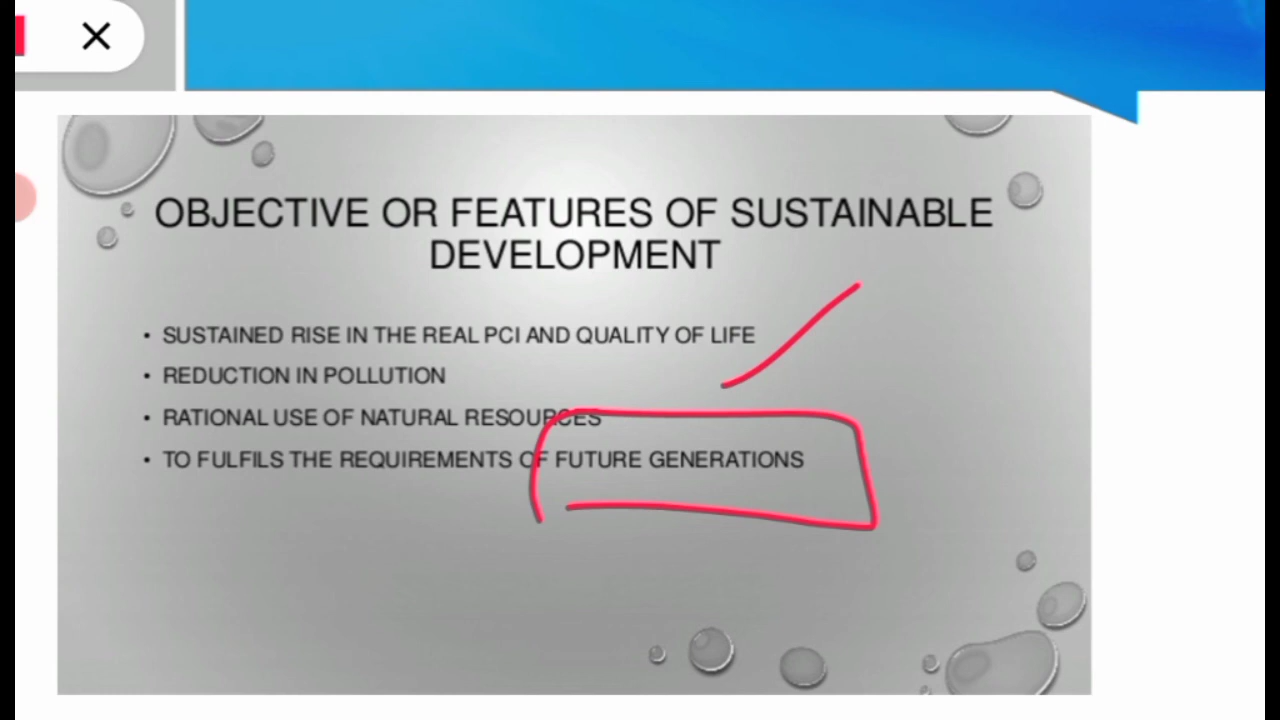 OBJECTIVE OR FEATURES OF SUSTAINABLE
DEVELOPMENT
• SUSTAINED RISE IN THE REAL PCI AND QUALITY OF LIFE
• REDUCTION IN POLLUTION
• RATIONAL USE OF NATURAL RESOURCES
• TO FULFILS THE REQUIREMENTS OF FUTURE GENERATIONS